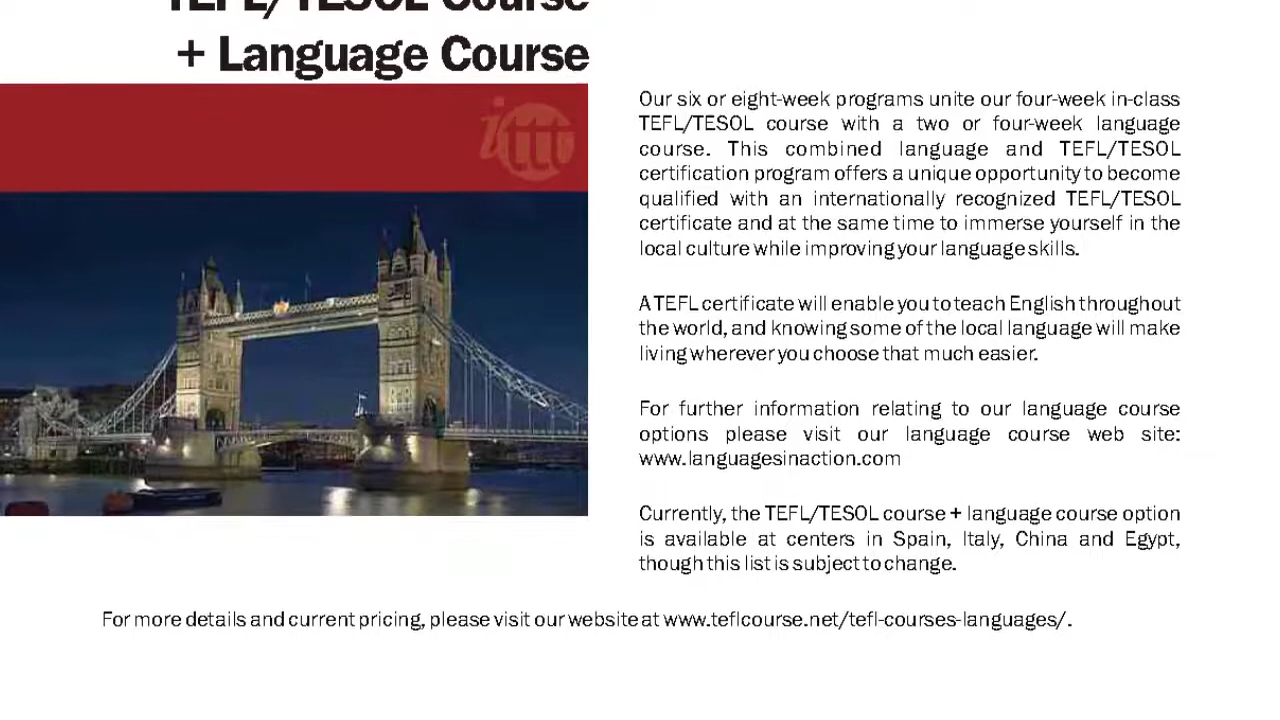 TEFL/TESOL Course
+ Language Course
ittt
Our six or eight-week programs unite our four-week in-class
TEFL/TESOL course with a two or four-week language
course. This combined language and TEFL/TESOL
certification program offers a unique opportunity to become
qualified with an internationally recognized TEFL/TESOL
certificate and at the same time to immerse yourself in the
local culture while improving your language skills.
A TEFL certificate will enable you to teach English throughout
the world, and knowing some of the local language will make
living wherever you choose that much easier.
For further information relating to our language course
options please visit our language course web site:
www.languagesinaction.com
Currently, the TEFL/TESOL course + language course option
is available at centers in Spain, Italy, China and Egypt,
though this list is subject to change.
For more details and current pricing, please visit our website at www.teflcourse.net/tefl-courses-languages/.